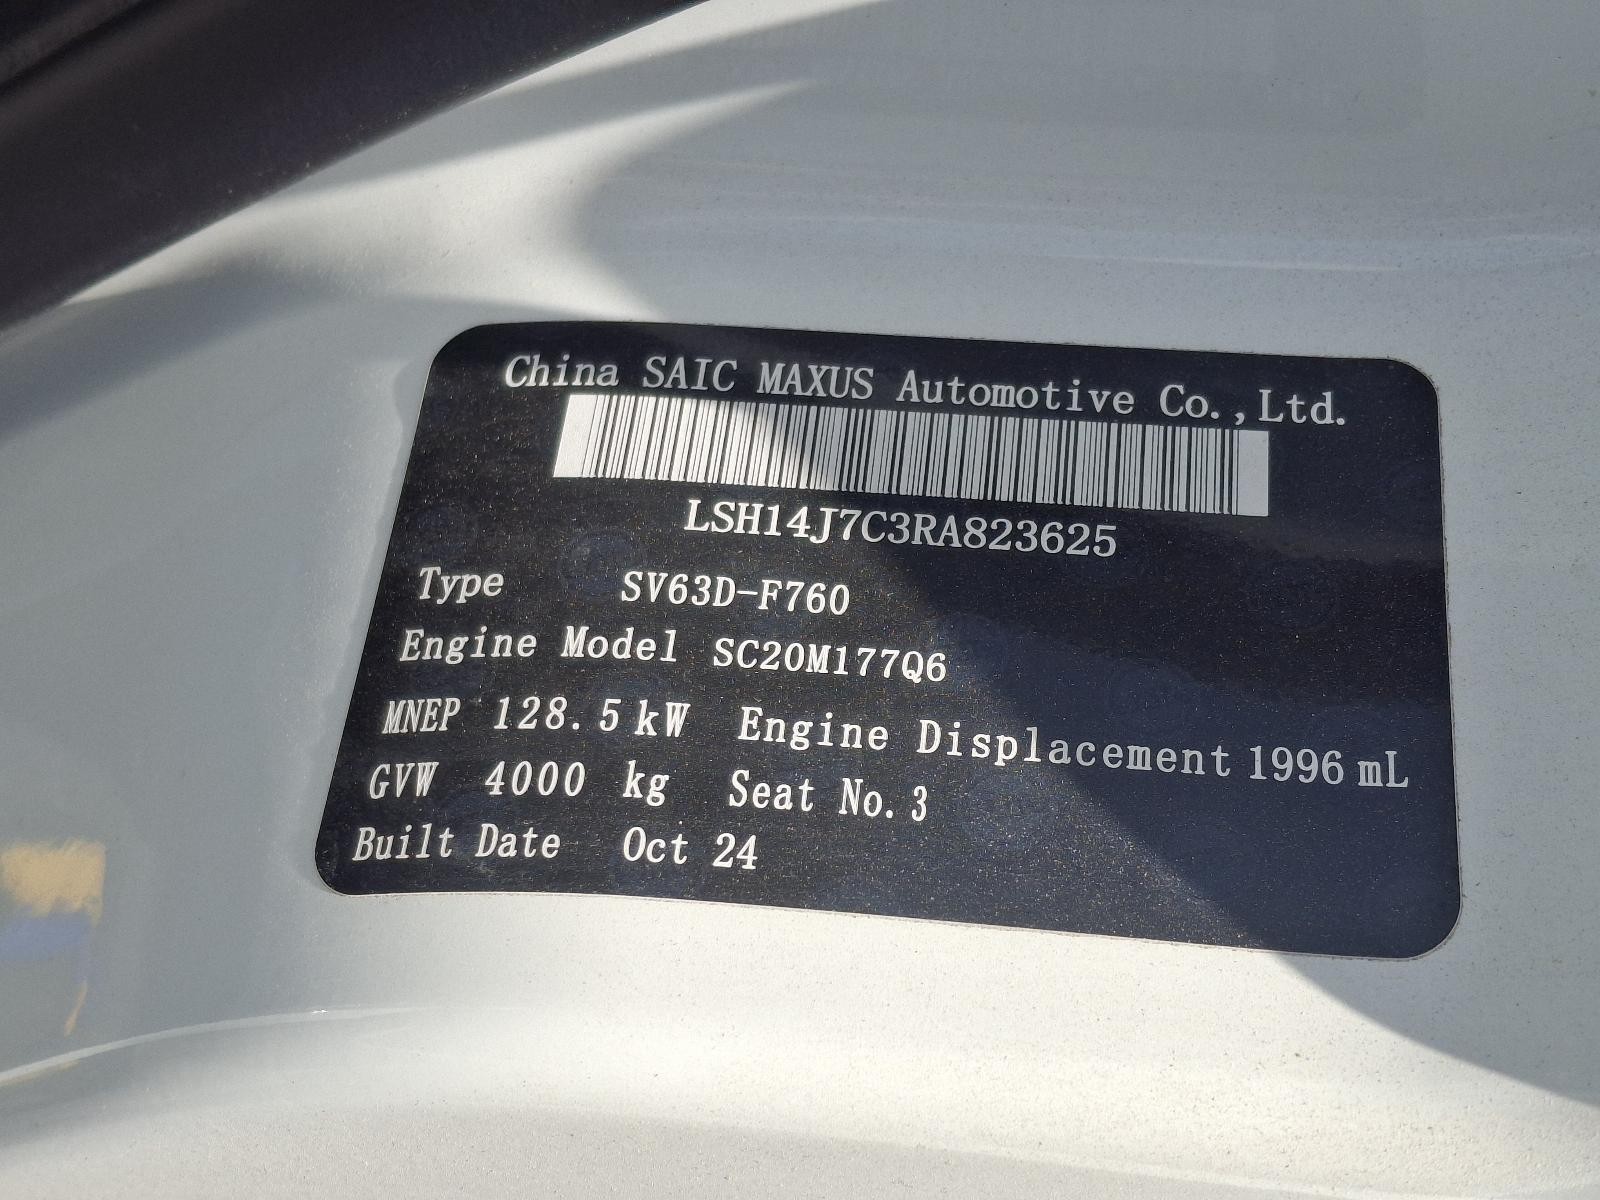 China SAIC MAXUS Automotive Co.,Ltd.
LSH14J7C3RA823625
Type SV63D-F760
Engine Model SC20M177Q6
MNEP 128.5 kW Engine Displacement 1996 mL
GVW 4000 kg Seat No.3
Built Date Oct 24